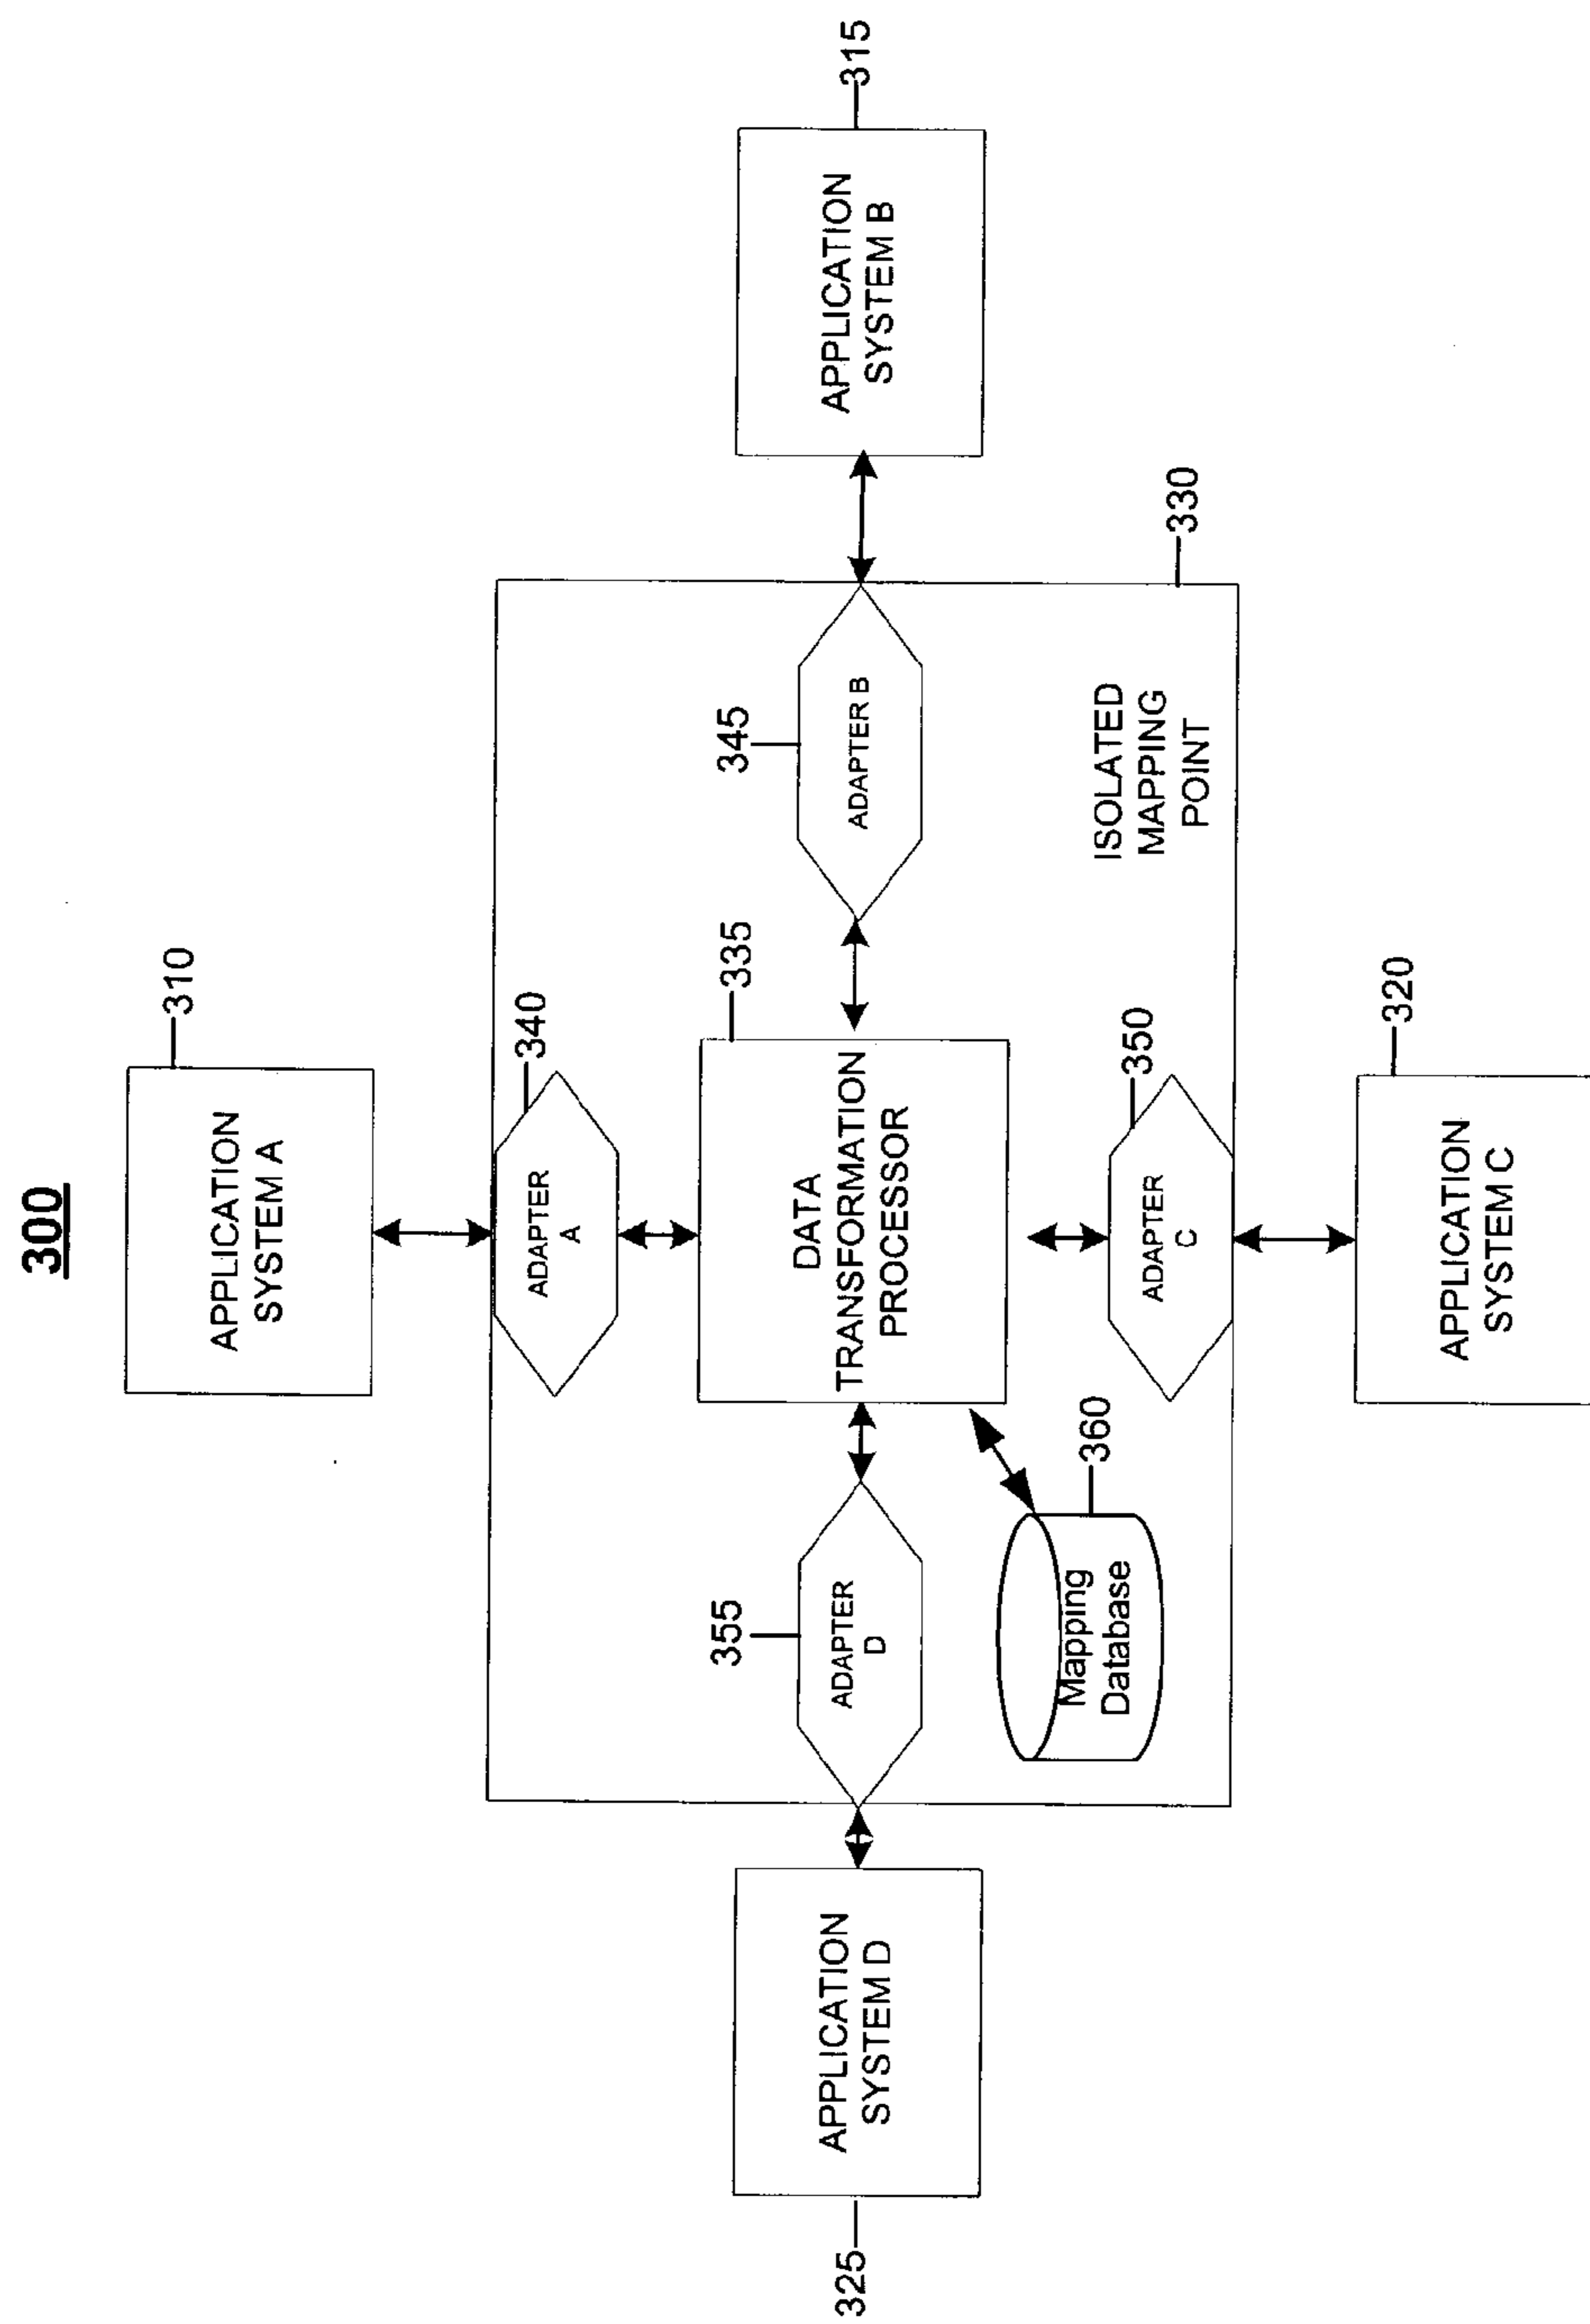 300
310
APPLICATION
SYSTEM A
340
ADAPTER
A
325
APPLICATION
SYSTEM D
355
ADAPTER
D
335
DATA
TRANSFORMATION
PROCESSOR
345
ADAPTER B
315
APPLICATION
SYSTEM B
360
Mapping
Database
350
ADAPTER
C
ISOLATED
MAPPING
POINT
330
320
APPLICATION
SYSTEM C